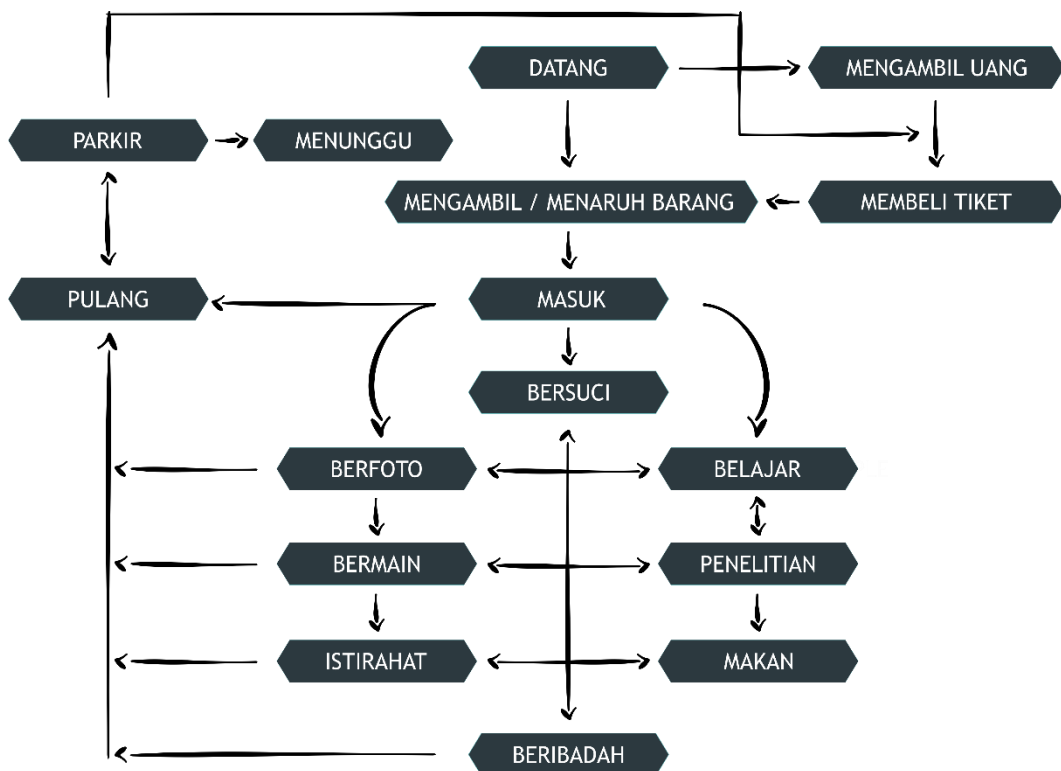 DATANG
MENGAMBIL UANG
PARKIR
MENUNGGU
MENGAMBIL / MENARUH BARANG
MEMBELI TIKET
PULANG
MASUK
BERSUCI
BERFOTO
BELAJAR
BERMAIN
PENELITIAN
ISTIRAHAT
MAKAN
BERIBADAH